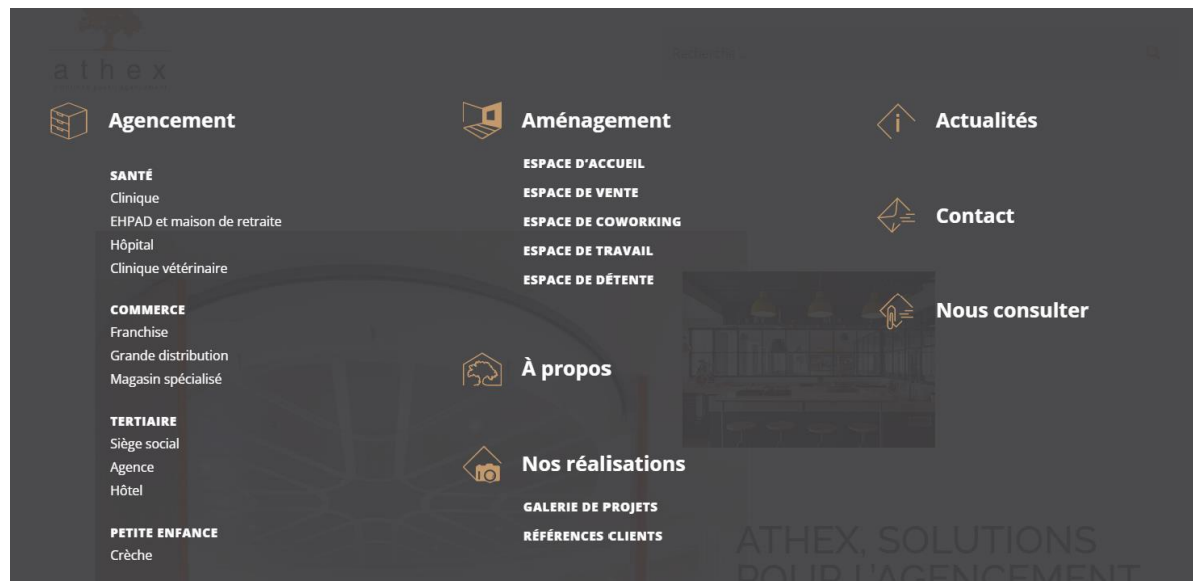 athex
Recherche ...
Agencement
SANTÉ
Clinique
EHPAD et maison de retraite
Hôpital
Clinique vétérinaire
COMMERCE
Franchise
Grande distribution
Magasin spécialisé
TERTIAIRE
Siège social
Agence
Hôtel
PETITE ENFANCE
Crèche
Aménagement
ESPACE D’ACCUEIL
ESPACE DE VENTE
ESPACE DE COWORKING
ESPACE DE TRAVAIL
ESPACE DE DÉTENTE
À propos
Nos réalisations
GALERIE DE PROJETS
RÉFÉRENCES CLIENTS
Actualités
Contact
Nous consulter
ATHEX, SOLUTIONS
POUR L'AGENCEMENT